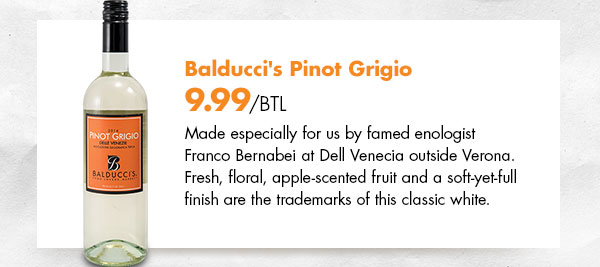 Balducci's Pinot Grigio
9.99/BTL
Made especially for us by famed enologist
Franco Bernabei at Dell Venecia outside Verona.
Fresh, floral, apple-scented fruit and a soft-yet-full
finish are the trademarks of this classic white.
2014
PINOT GRIGIO
DELLE VENEZIE
B
BALDUCCI'S